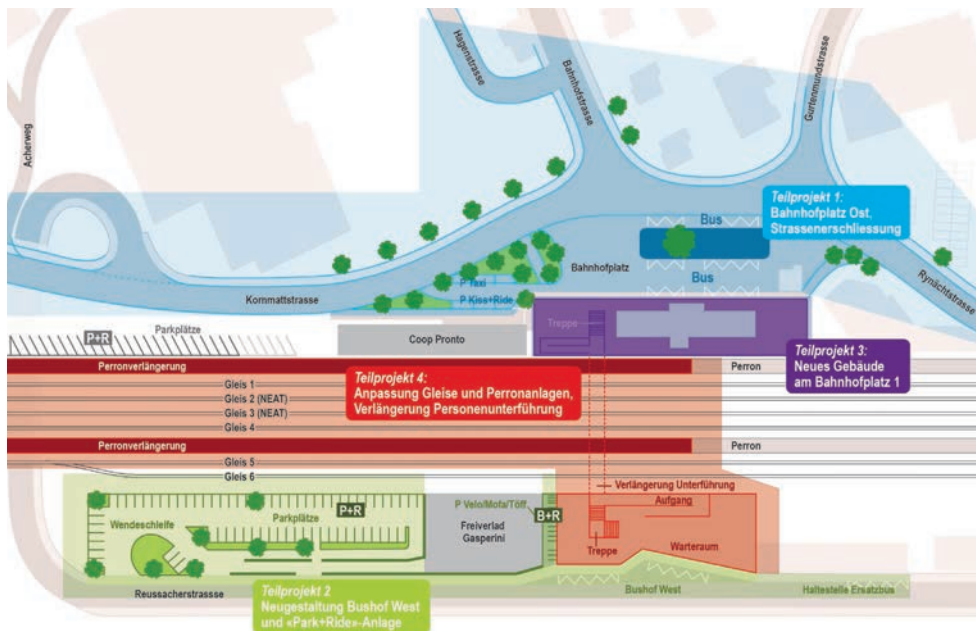 Hagenstrasse
Bahnhofstrasse
Gurtenmundstrasse
Acherweg
Teilprojekt 1:
Bahnhofplatz Ost,
Strassenerschliessung
Bus
Bahnhofplatz
Bus
P Taxi
P Kiss+Ride
Kornmattstrasse
Rynächtstrasse
Parkplätze
P+R
Coop Pronto
Treppe
Teilprojekt 3:
Neues Gebäude
am Bahnhofplatz 1
Perronverlängerung
Perron
Teilprojekt 4:
Anpassung Gleise und Perronanlagen,
Verlängerung Personenunterführung
Gleis 1
Gleis 2 (NEAT)
Gleis 3 (NEAT)
Gleis 4
Perronverlängerung
Perron
Gleis 5
Gleis 6
Verlängerung Unterführung
Aufgang
P Velo/Mofa/Töff
B+R
P+R
Parkplätze
Wendeschleife
Freiverlad
Gasperini
Treppe
Warteraum
Reussacherstrassse
Teilprojekt 2
Neugestaltung Bushof West
und «Park+Ride»-Anlage
Bushof West
Haltestelle Ersatzbus